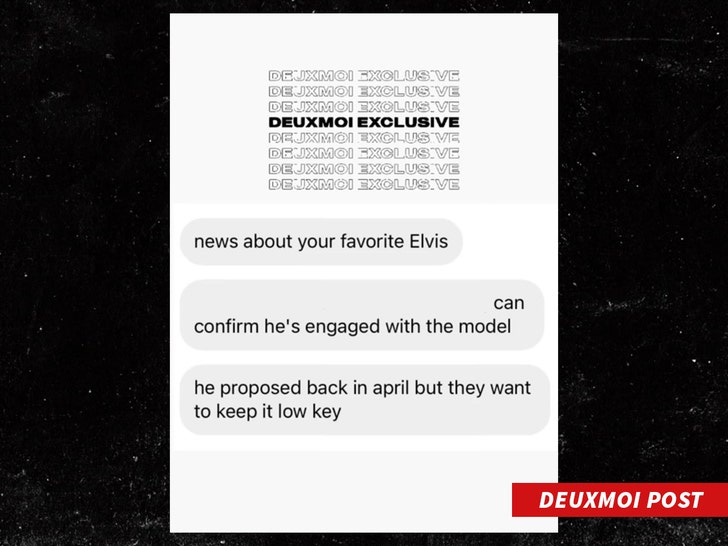 DEUXMOI EXCLUSIVE
DEUXMOI EXCLUSIVE
DEUXMOI EXCLUSIVE
DEUXMOI EXCLUSIVE
DEUXMOI EXCLUSIVE
DEUXMOI EXCLUSIVE
DEUXMOI EXCLUSIVE
DEUXMOI EXCLUSIVE
news about your favorite Elvis
can
confirm he's engaged with the model
he proposed back in april but they want
to keep it low key
DEUXMOI POST